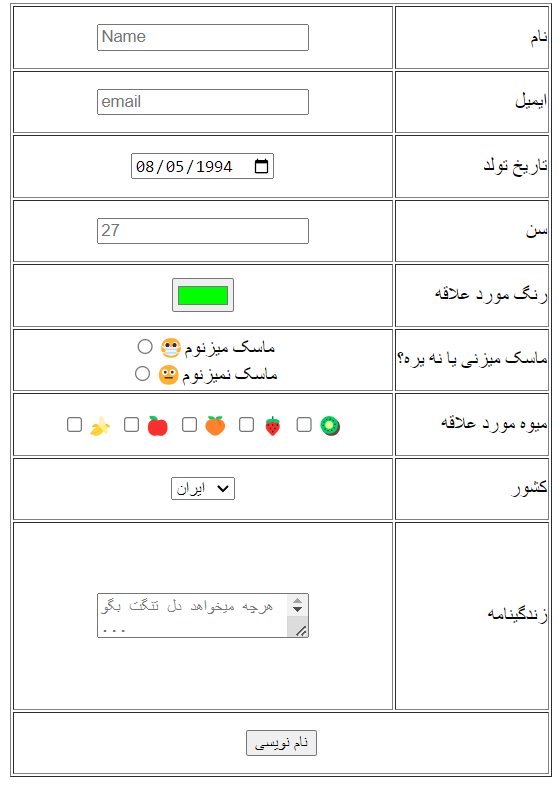 نام
Name
ایمیل
email
تاریخ تولد
08/05/1994
سن
27
رنگ مورد علاقه
ماسک میزنی یا نه یره؟
ماسک میزنوم 😷
ماسک نمیزنوم 😐
میوه مورد علاقه
🥝 🍓 🍑 🍎 🍌
کشور
ایران
زندگینامه
هرچه میخواهد دل تنگت بگو
...
نام نویسی